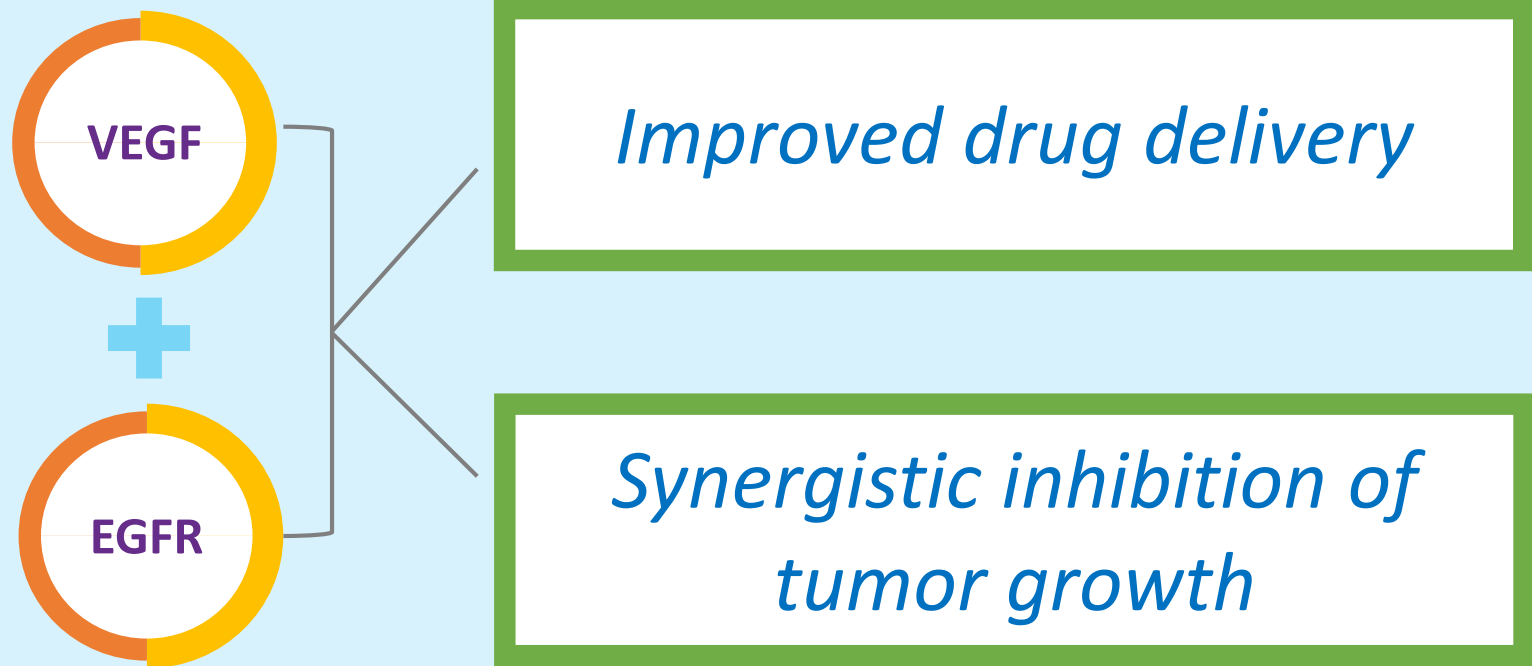 VEGF
EGFR
Improved drug delivery
Synergistic inhibition of
tumor growth